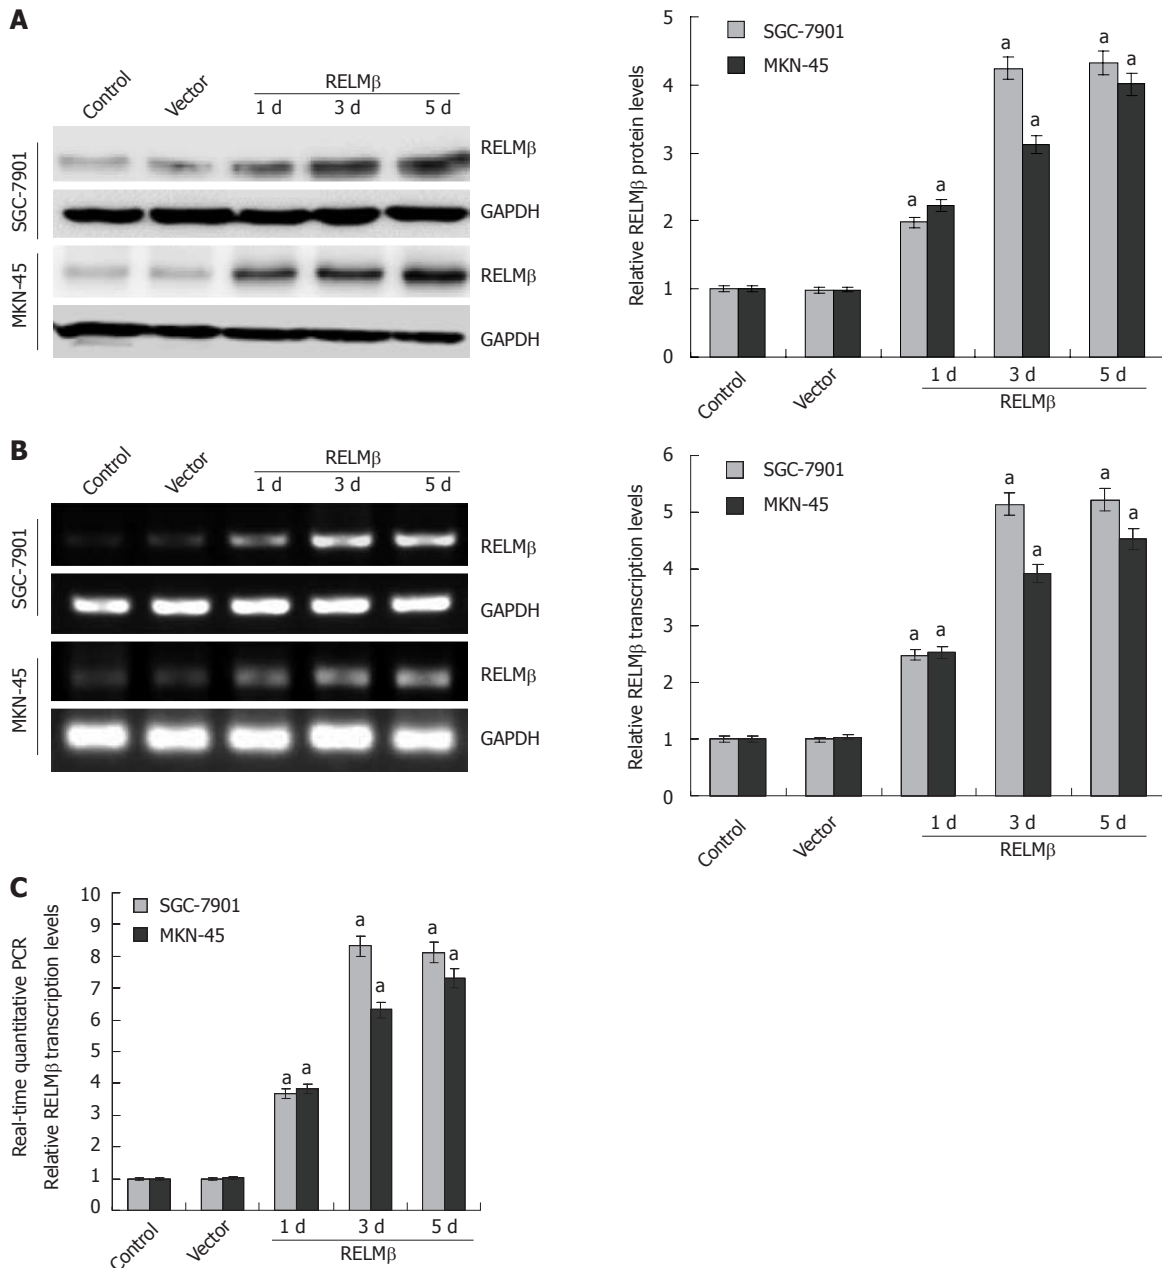 A
Control Vector RELMβ
1 d 3 d 5 d
SGC-7901
RELMβ
GAPDH
MKN-45
RELMβ
GAPDH
Relative RELMβ protein levels
5
4
3
2
1
0
SGC-7901
MKN-45
a a a a a a
Control Vector 1 d 3 d 5 d
RELMβ
B
Control Vector RELMβ
1 d 3 d 5 d
SGC-7901
RELMβ
GAPDH
MKN-45
RELMβ
GAPDH
Relative RELMβ transcription levels
6
5
4
3
2
1
0
SGC-7901
MKN-45
a a a a a a
Control Vector 1 d 3 d 5 d
RELMβ
C
Real-time quantitative PCR
Relative RELMβ transcription levels
10
9
8
7
6
5
4
3
2
1
0
SGC-7901
MKN-45
a a a a a a
Control Vector 1 d 3 d 5 d
RELMβ